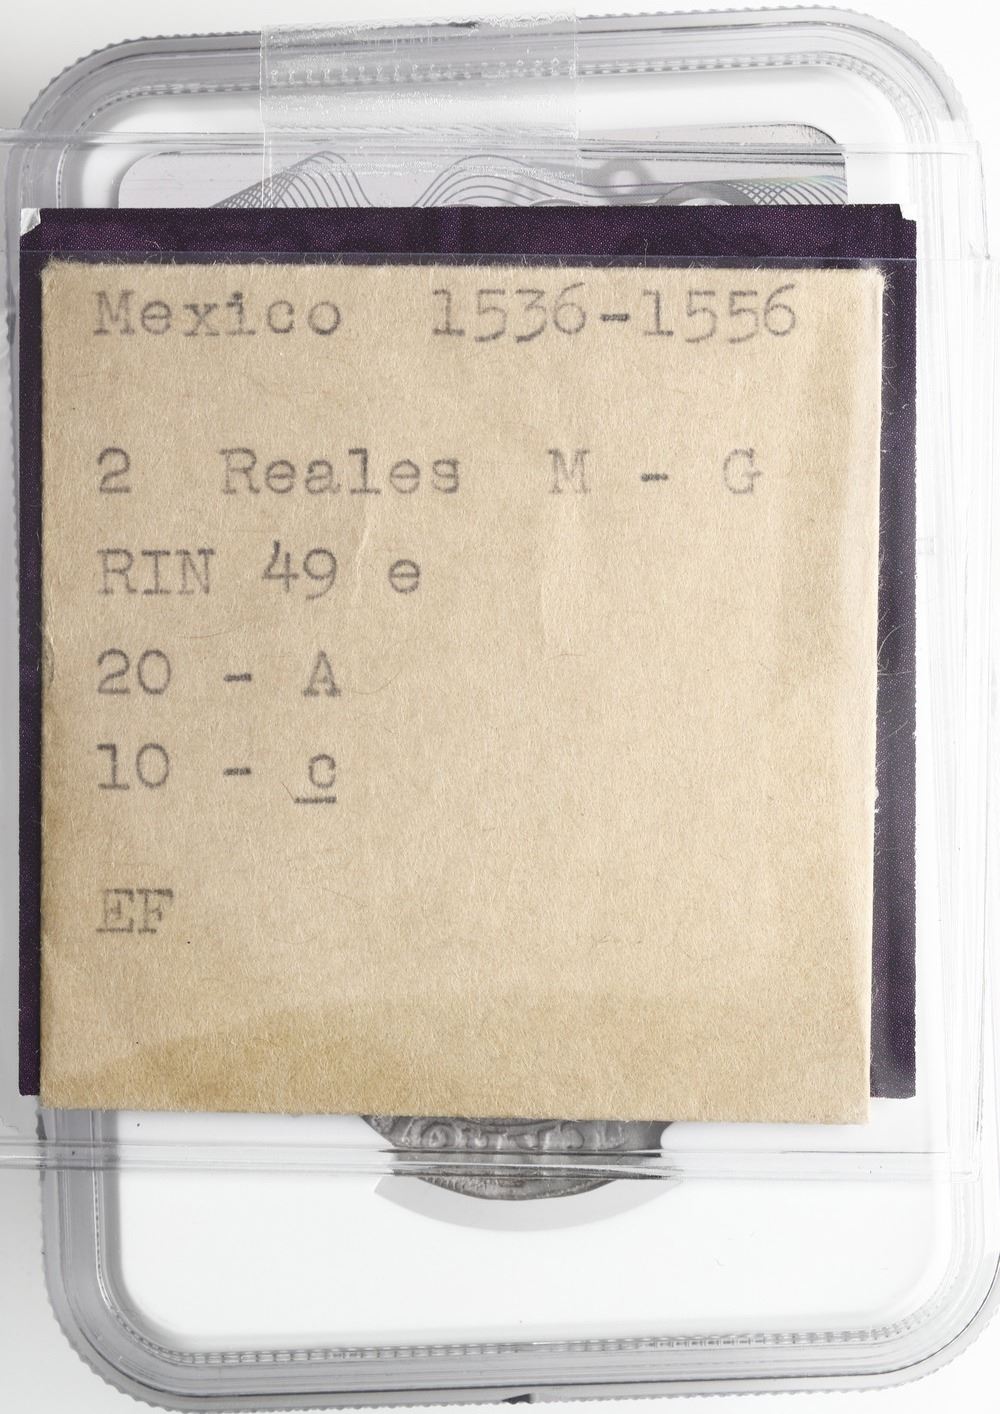 Mexico 1536-1556
2 Reales M - G
RIN 49 e
20 - A
10 - c
EF